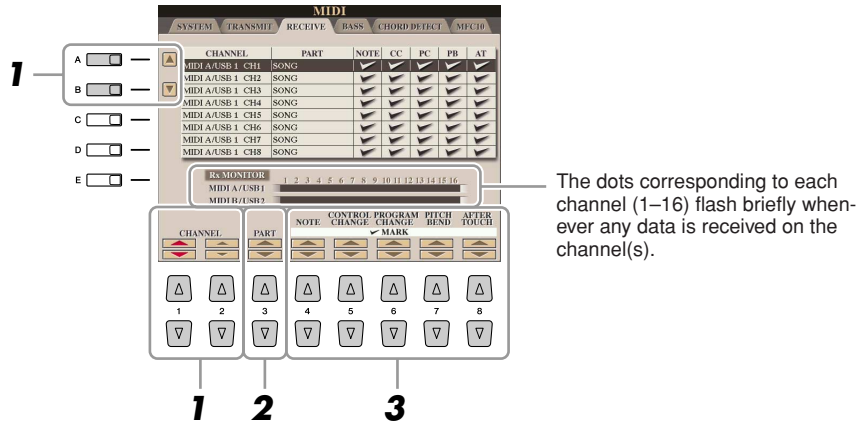 MIDI
SYSTEM TRANSMIT RECEIVE BASS CHORD DETECT MFC10
CHANNEL PART NOTE CC PC PB AT
MIDI A/USB 1 CH1 SONG
MIDI A/USB 1 CH2 SONG
MIDI A/USB 1 CH3 SONG
MIDI A/USB 1 CH4 SONG
MIDI A/USB 1 CH5 SONG
MIDI A/USB 1 CH6 SONG
MIDI A/USB 1 CH7 SONG
MIDI A/USB 1 CH8 SONG
1
A
B
C
D
E
Rx MONITOR 1 2 3 4 5 6 7 8 9 10 11 12 13 14 15 16
MIDI A/USB1
MIDI B/USB2
The dots corresponding to each
channel (1–16) flash briefly when-
ever any data is received on the
channel(s).
CHANNEL PART NOTE CONTROL CHANGE PROGRAM CHANGE PITCH BEND AFTER TOUCH
MARK
1 2 3 4 5 6 7 8
1 2 3